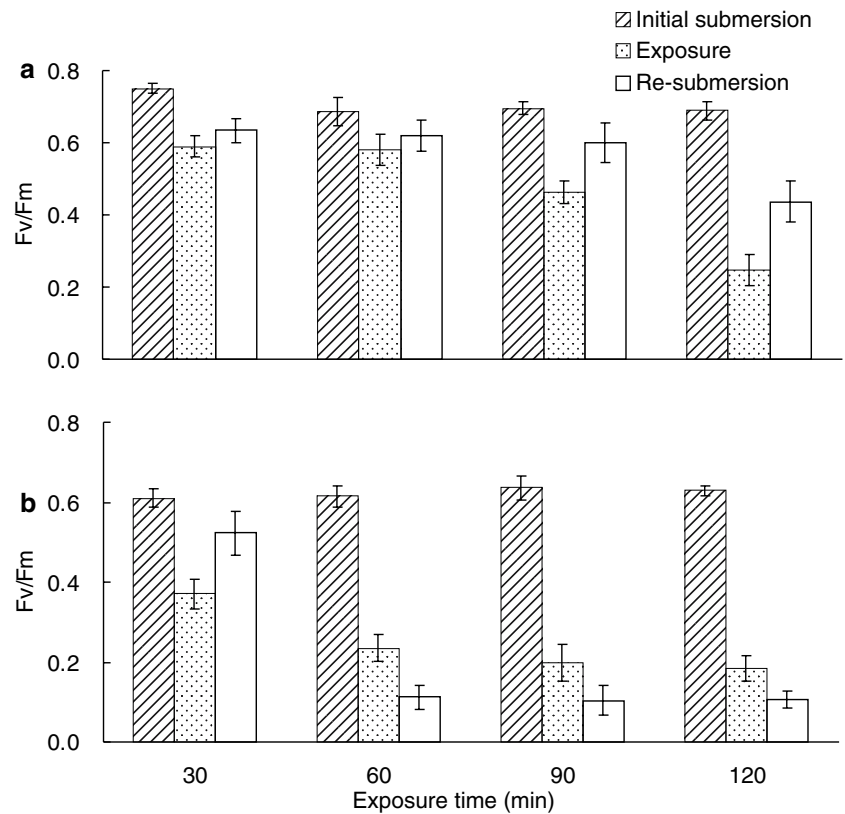 Initial submersion
Exposure
Re-submersion
a
0.8
0.6
0.4
0.2
0.0
Fv/Fm
b
0.8
0.6
0.4
0.2
0.0
Fv/Fm
30 60 90 120
Exposure time (min)